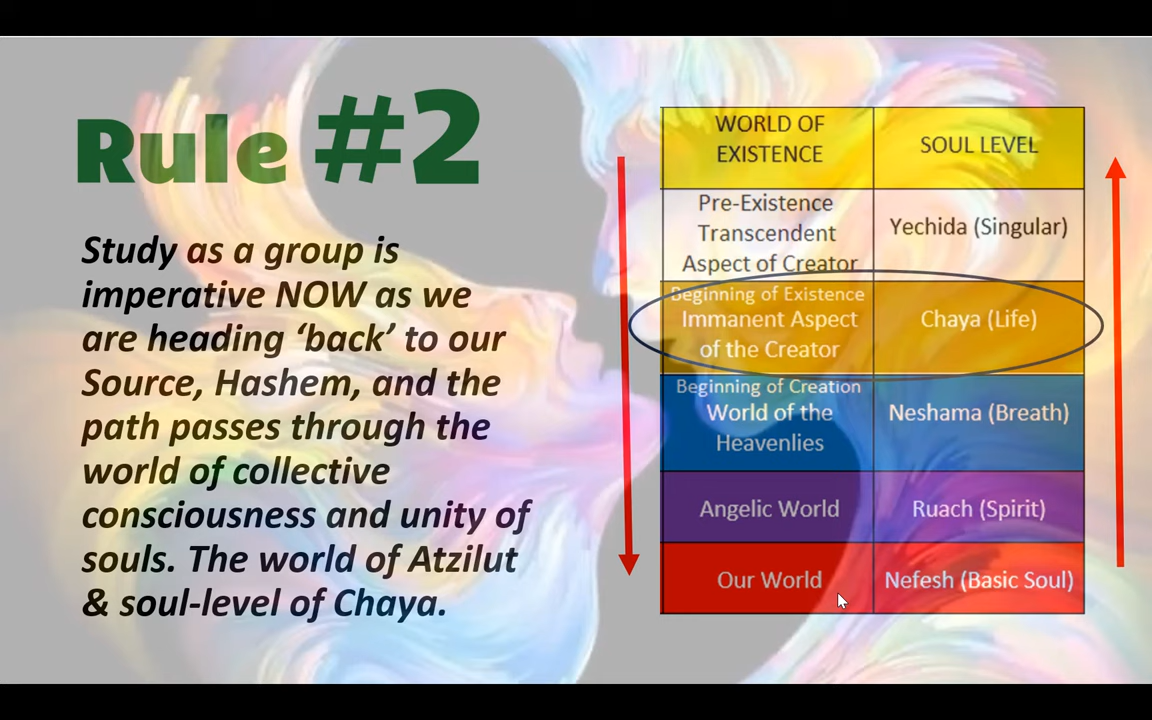 Rule #2
Study as a group is
imperative NOW as we
are heading ‘back’ to our
Source, Hashem, and the
path passes through the
world of collective
consciousness and unity of
souls. The world of Atzilut
& soul-level of Chaya.
WORLD OF
EXISTENCE
SOUL LEVEL
Pre-Existence
Transcendent
Aspect of Creator
Yechida (Singular)
Beginning of Existence
Immanent Aspect
of the Creator
Chaya (Life)
Beginning of Creation
World of the
Heavenlies
Neshama (Breath)
Angelic World
Ruach (Spirit)
Our World
Nefesh (Basic Soul)